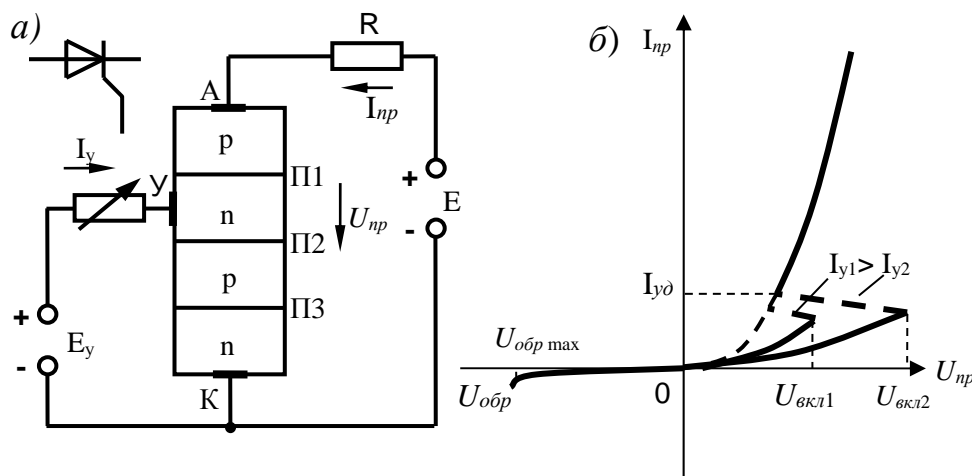 а)
R
А
Iпр
p
Iу
У
П1
+
E
n
Uпр
-
П2
p
+
П3
Eу
-
n
К
б)
Iпр
Iу1> Iу2
Iуд
Uобр max
Uобр
0
Uвкл1
Uвкл2
Uпр